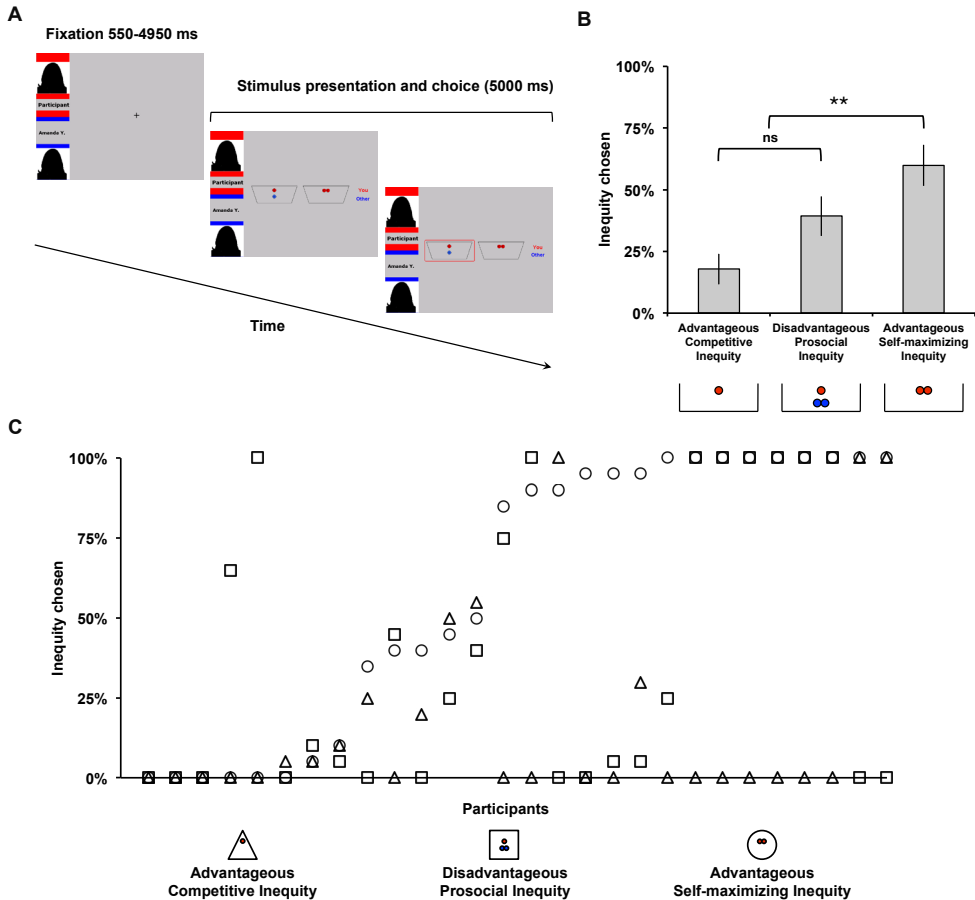 A
Fixation 550-4950 ms
Participant
Amanda Y.
Stimulus presentation and choice (5000 ms)
Participant
Amanda Y.
You
Other
Participant
Amanda Y.
You
Other
Time
B
100%
75%
50%
25%
0%
Inequity chosen
ns
**
Advantageous
Competitive
Inequity
Disadvantageous
Prosocial
Inequity
Advantageous
Self-maximizing
Inequity
C
100%
75%
50%
25%
0%
Inequity chosen
Participants
Advantageous
Competitive Inequity
Disadvantageous
Prosocial Inequity
Advantageous
Self-maximizing Inequity